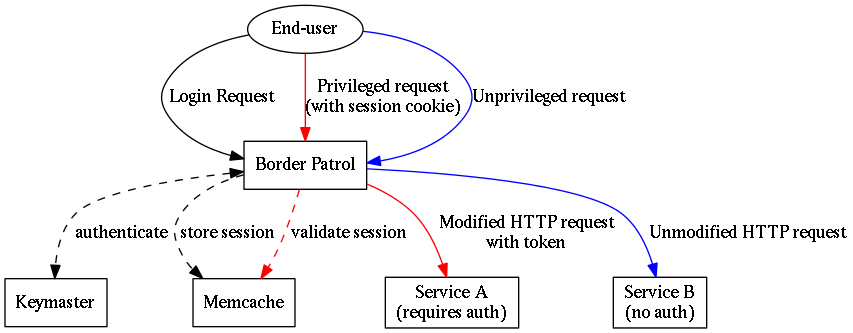 End-user
Login Request
Privileged request
(with session cookie)
Unprivileged request
Border Patrol
authenticate
store session
validate session
Modified HTTP request
with token
Unmodified HTTP request
Keymaster
Memcache
Service A
(requires auth)
Service B
(no auth)